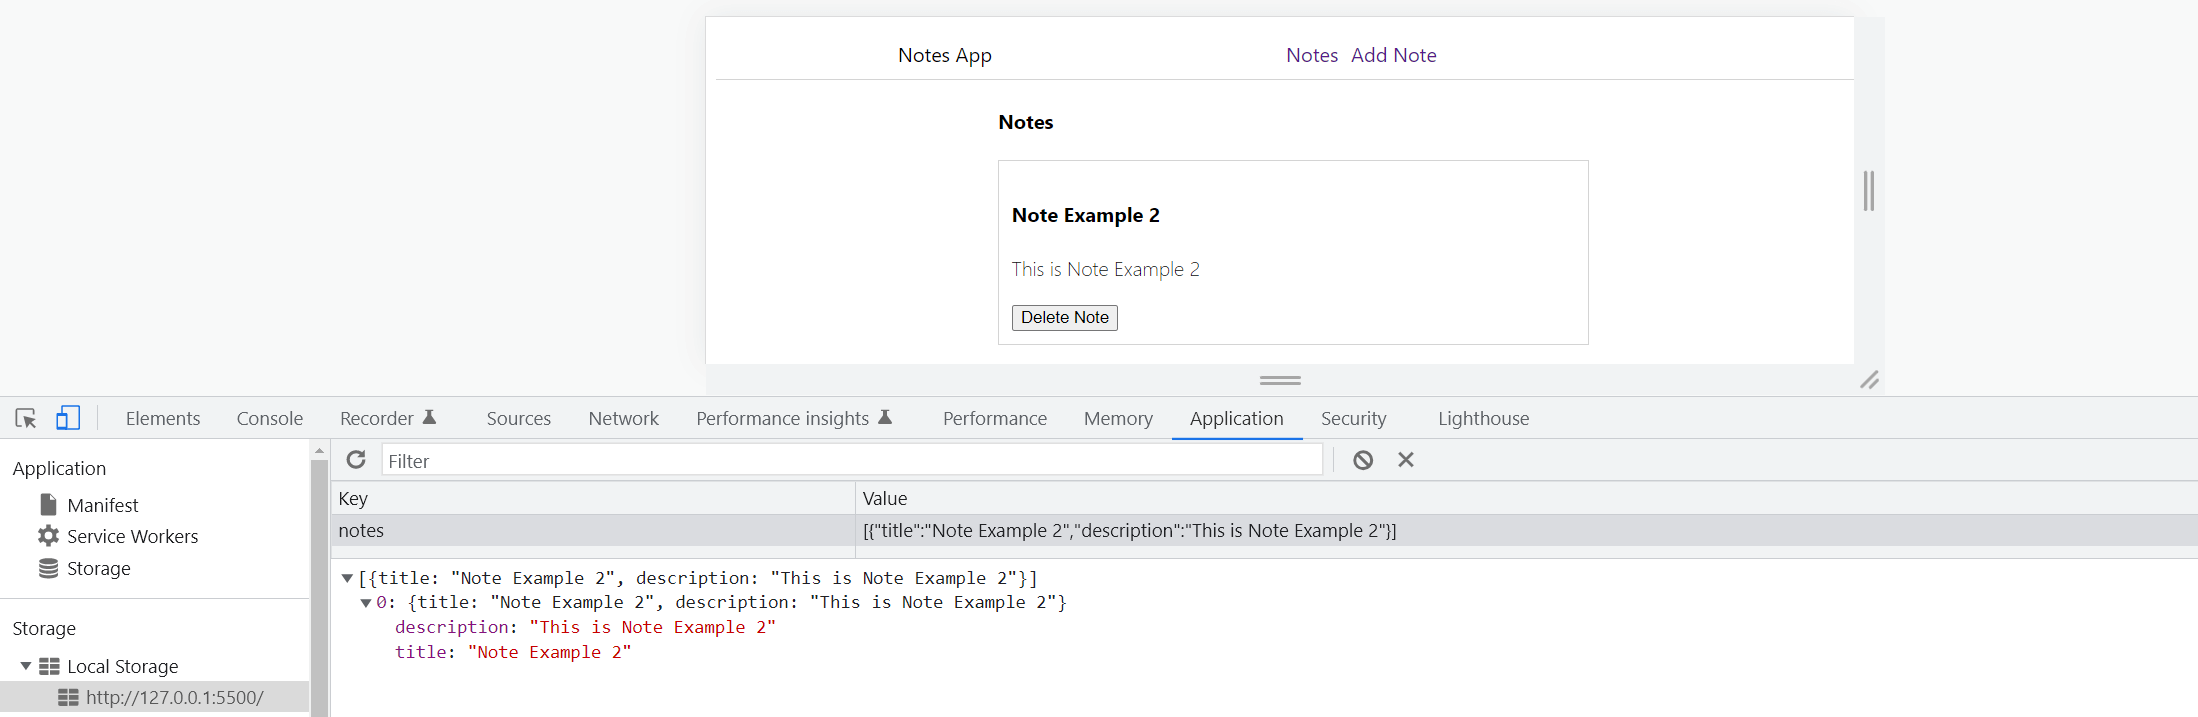 Notes App Notes Add Note
Notes
Note Example 2
This is Note Example 2
Delete Note
Elements Console Recorder Sources Network Performance insights Performance Memory Application Security Lighthouse
Application
Manifest
Service Workers
Storage
Storage
Local Storage
http://127.0.0.1:5500/
Filter
Key Value
notes [{"title":"Note Example 2","description":"This is Note Example 2"}]
[{title: "Note Example 2", description: "This is Note Example 2"}]
0: {title: "Note Example 2", description: "This is Note Example 2"}
description: "This is Note Example 2"
title: "Note Example 2"